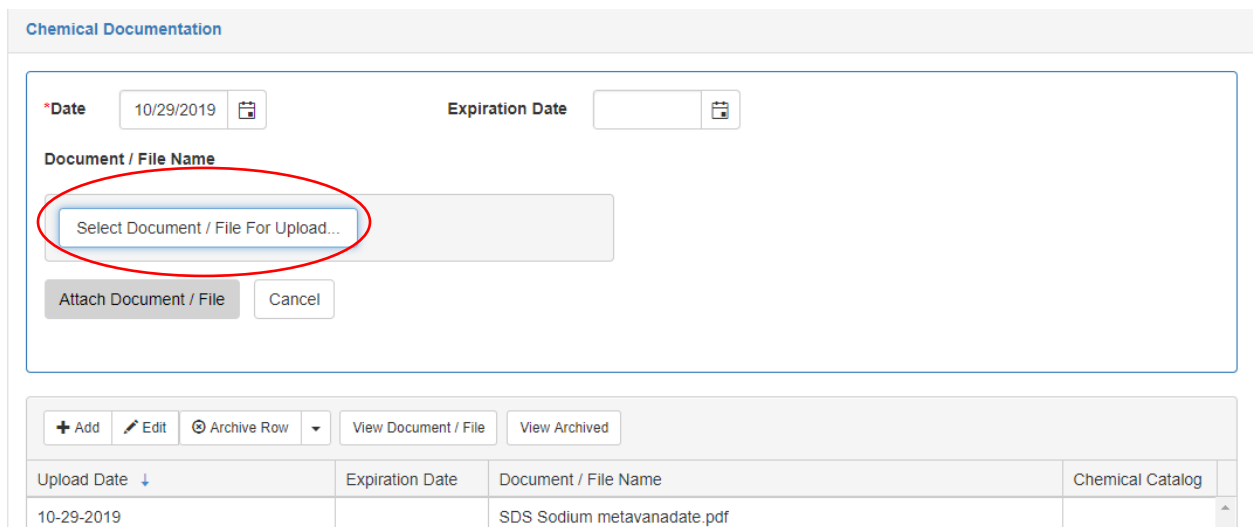 Chemical Documentation
*Date 10/29/2019 Expiration Date
Document / File Name
Select Document / File For Upload...
Attach Document / File Cancel
Add Edit Archive Row View Document / File View Archived
Upload Date ↓ Expiration Date Document / File Name Chemical Catalog
10-29-2019 SDS Sodium metavanadate.pdf